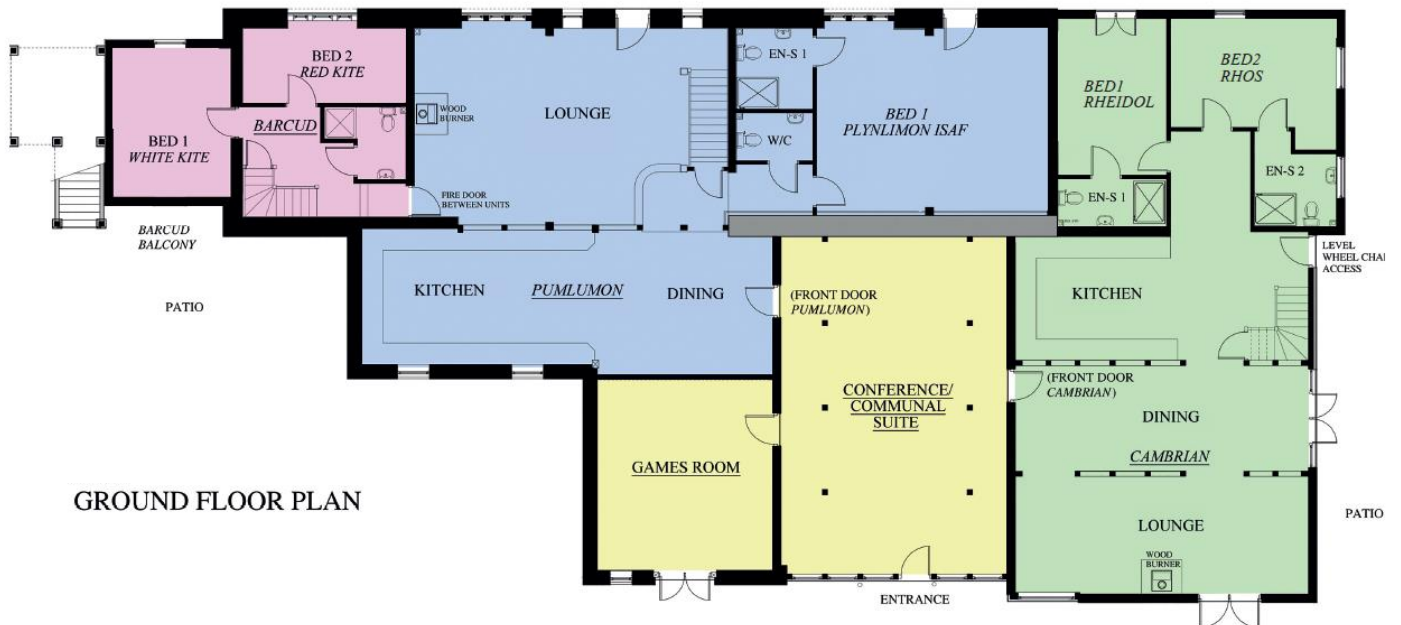 BED 2
RED KITE
BARCUD
BED 1
WHITE KITE
BARCUD
BALCONY
PATIO
FIRE DOOR
BETWEEN UNITS
WOOD
BURNER
LOUNGE
EN-S 1
W/C
BED 1
PLYNLIMON ISAF
KITCHEN
PUMLUMON
DINING
(FRONT DOOR
PUMLUMON)
GAMES ROOM
CONFERENCE/
COMMUNAL
SUITE
ENTRANCE
BED1
RHEIDOL
BED2
RHOS
EN-S 1
EN-S 2
LEVEL
WHEEL CHAI
ACCESS
KITCHEN
(FRONT DOOR
CAMBRIAN)
DINING
CAMBRIAN
LOUNGE
WOOD
BURNER
PATIO
GROUND FLOOR PLAN